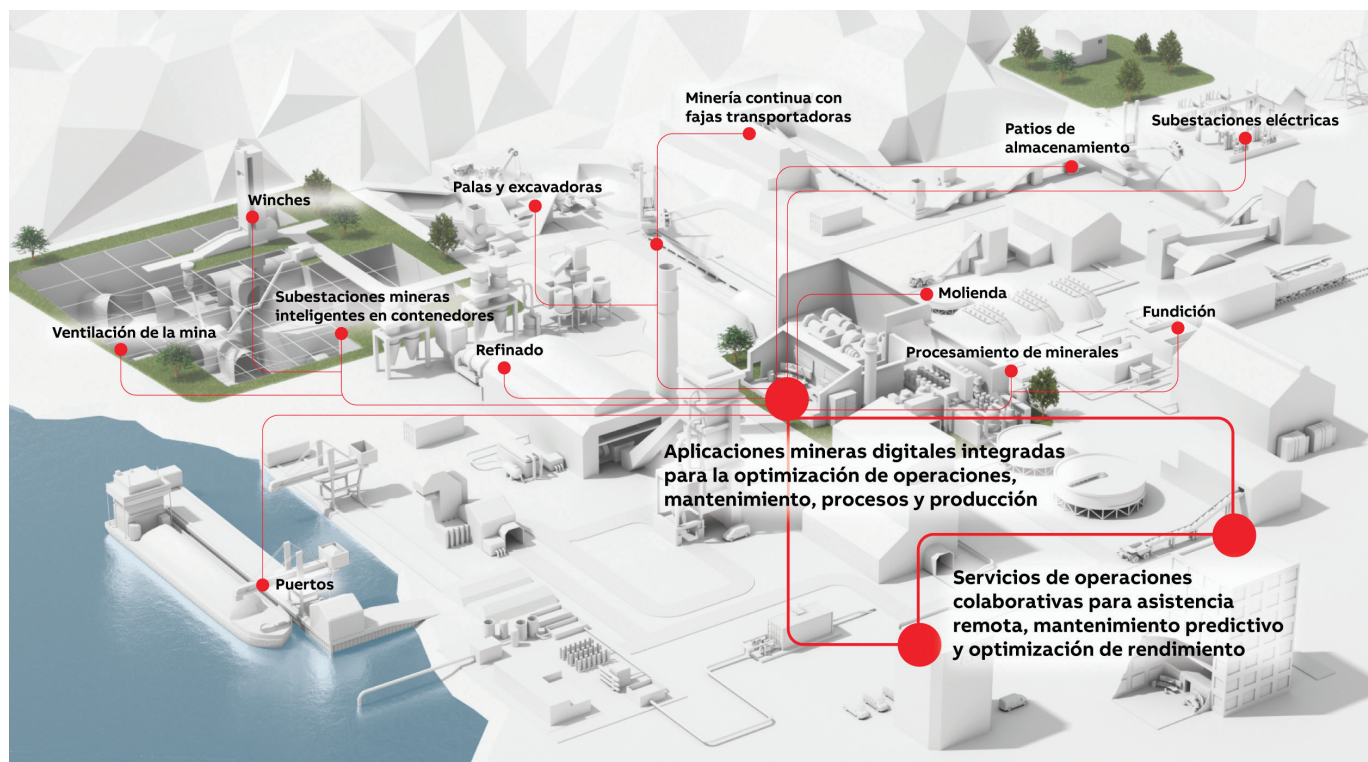 Minería continua con
fajas transportadoras
Patios de
almacenamiento
Subestaciones eléctricas
Palas y excavadoras
Winches
Subestaciones mineras
inteligentes en contenedores
Ventilación de la mina
Refinado
Molienda
Fundición
Procesamiento de minerales
Aplicaciones mineras digitales integradas
para la optimización de operaciones,
mantenimiento, procesos y producción
Puertos
Servicios de operaciones
colaborativas para asistencia
remota, mantenimiento predictivo
y optimización de rendimiento